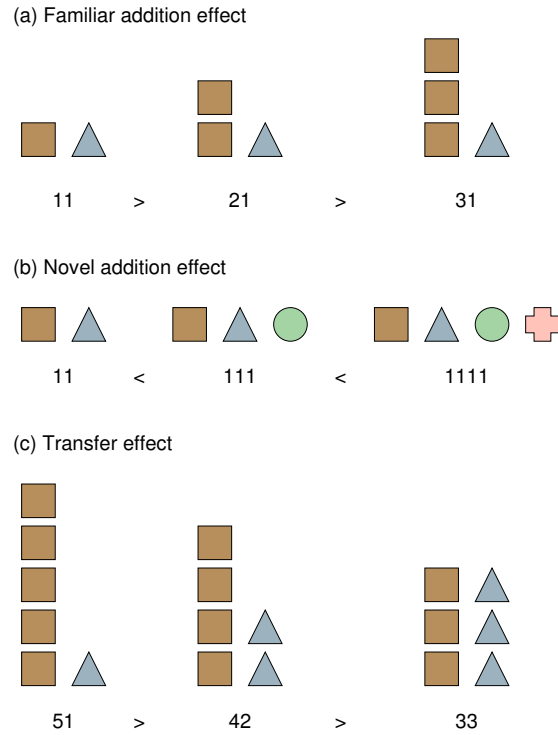 (a) Familiar addition effect
11 > 21 > 31
(b) Novel addition effect
11 < 111 < 1111
(c) Transfer effect
51 > 42 > 33